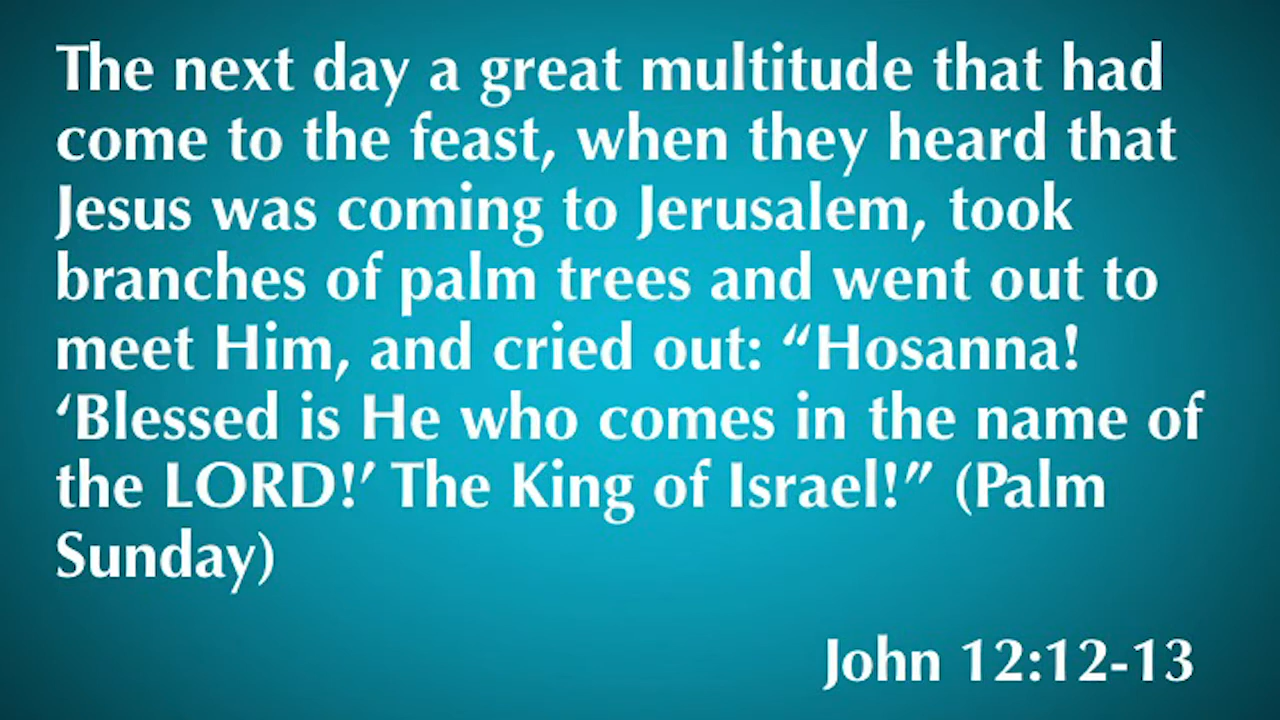 The next day a great multitude that had
come to the feast, when they heard that
Jesus was coming to Jerusalem, took
branches of palm trees and went out to
meet Him, and cried out: “Hosanna!
‘Blessed is He who comes in the name of
the LORD!’ The King of Israel!” (Palm
Sunday)
John 12:12-13